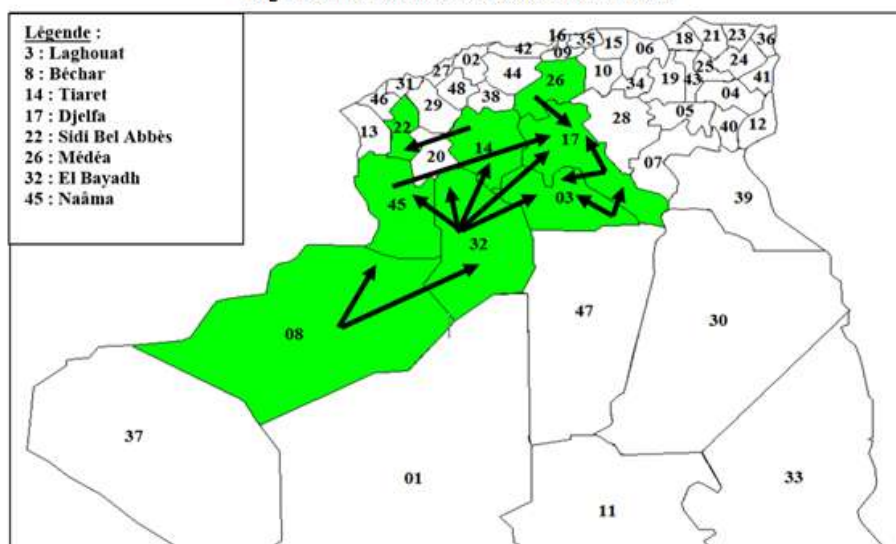 Légende :
3 : Laghouat
8 : Béchar
14 : Tiaret
17 : Djelfa
22 : Sidi Bel Abbès
26 : Médéa
32 : El Bayadh
45 : Naâma
16 35 15 18 21 23 36
42 09 06 24
27 02 44 26 10 34 19 25 43 41
31 48 38 04
46 29 28 05
13 22 20 14 17 40 12
07
45 03 39
32
08 47 30
37
01 33
11